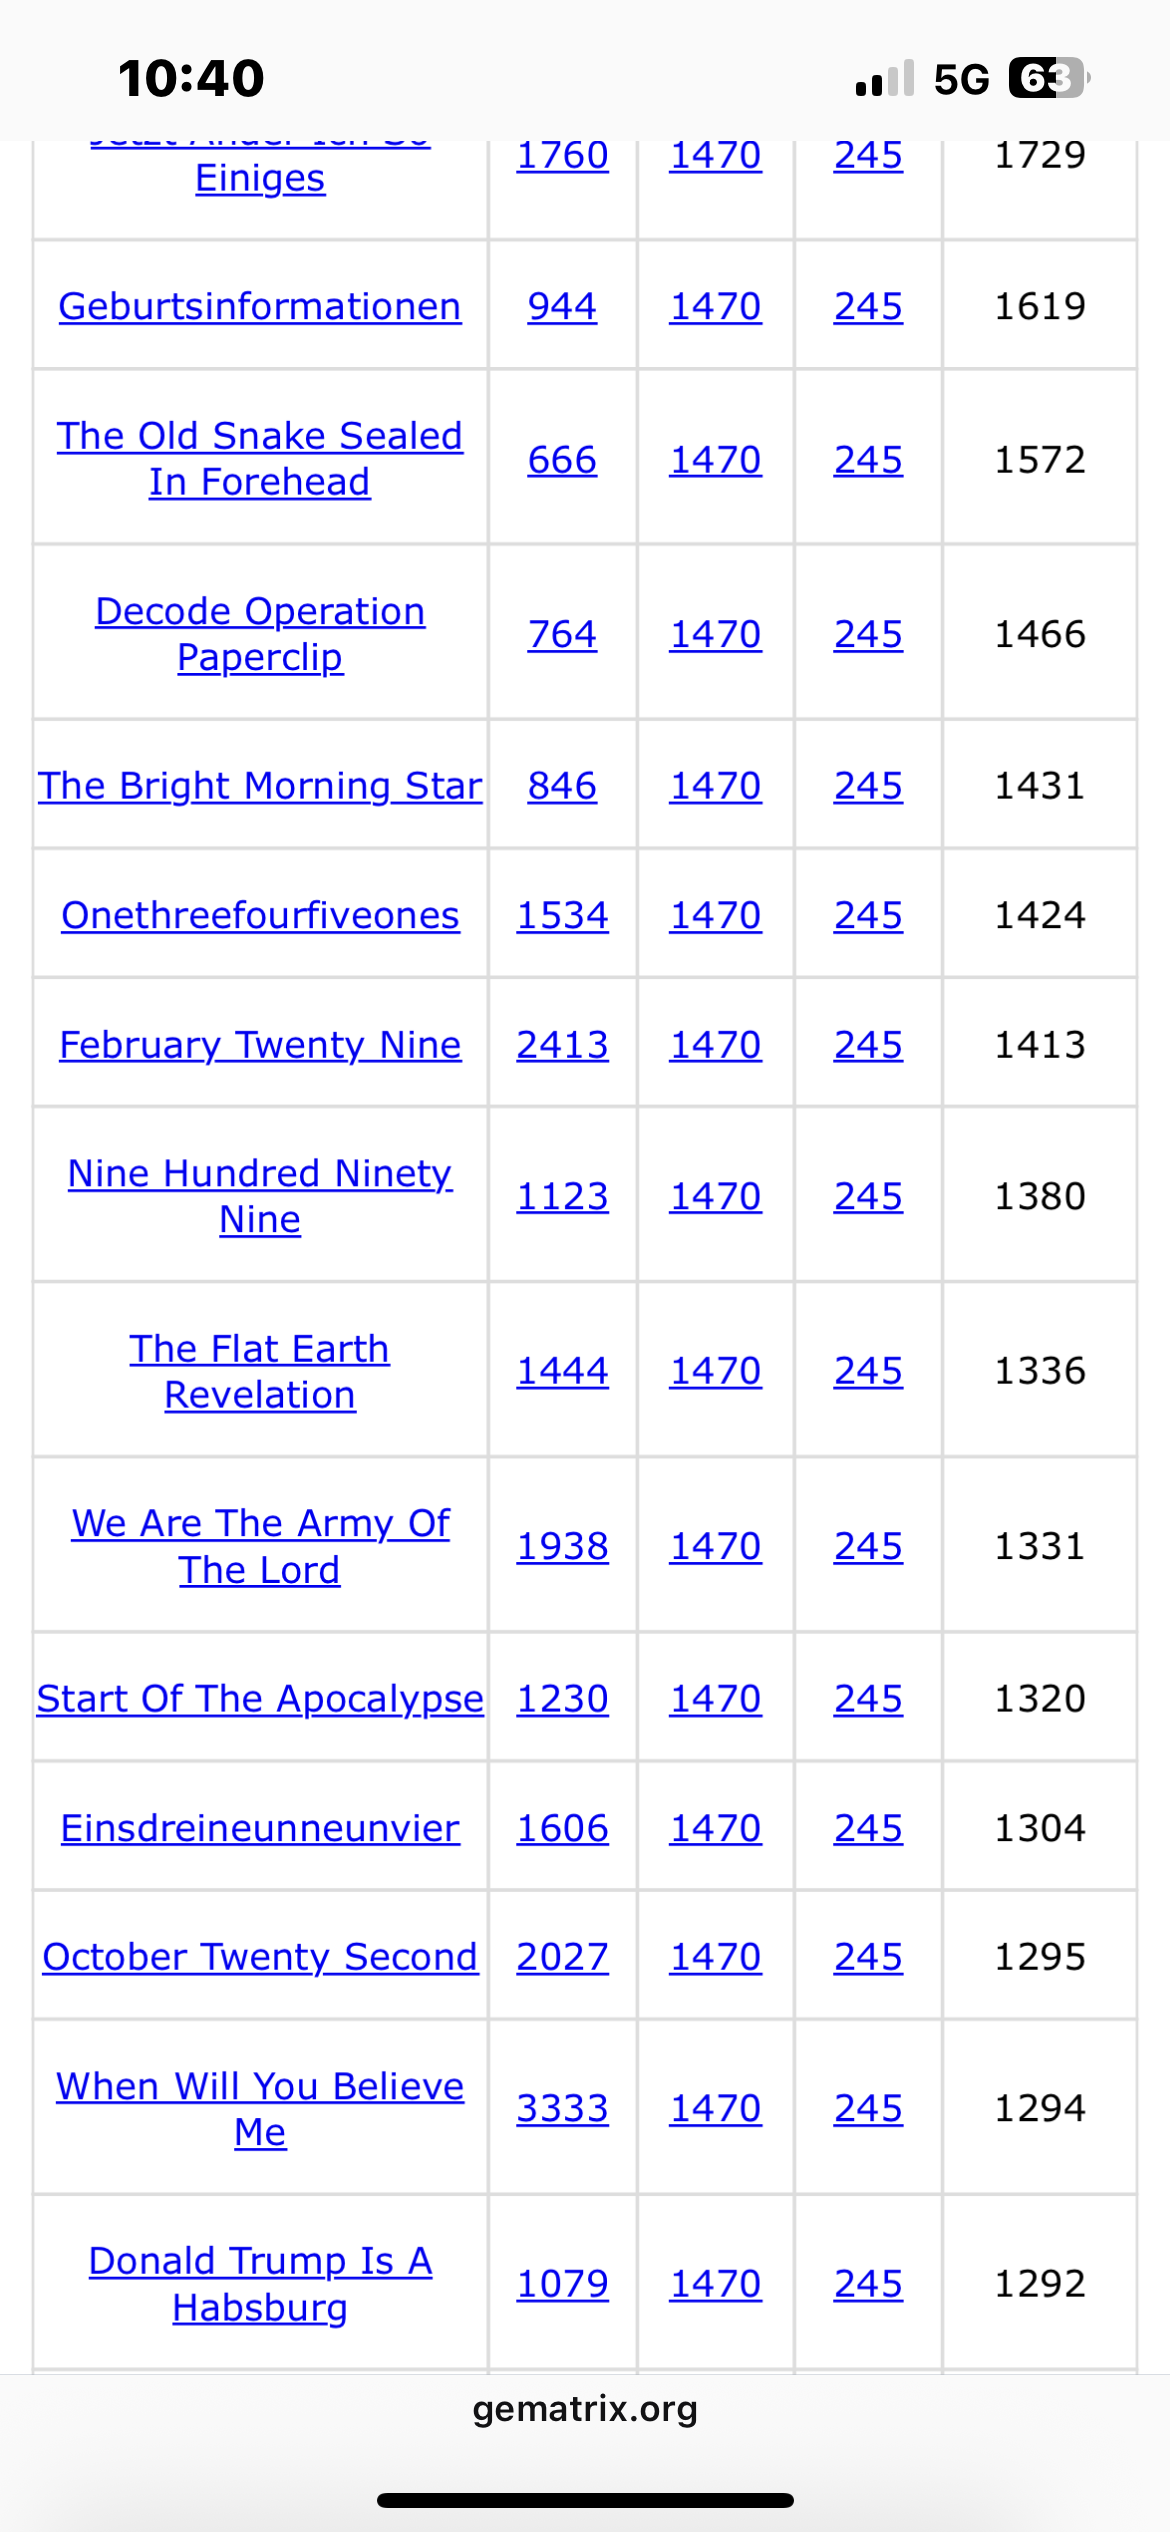 10:40 5G 63
Jetzt Änder Ich So
Einiges 1760 1470 245 1729
Geburtsinformationen 944 1470 245 1619
The Old Snake Sealed
In Forehead 666 1470 245 1572
Decode Operation
Paperclip 764 1470 245 1466
The Bright Morning Star 846 1470 245 1431
Onethreefourfiveones 1534 1470 245 1424
February Twenty Nine 2413 1470 245 1413
Nine Hundred Ninety
Nine 1123 1470 245 1380
The Flat Earth
Revelation 1444 1470 245 1336
We Are The Army Of
The Lord 1938 1470 245 1331
Start Of The Apocalypse 1230 1470 245 1320
Einsdreineunneunvier 1606 1470 245 1304
October Twenty Second 2027 1470 245 1295
When Will You Believe
Me 3333 1470 245 1294
Donald Trump Is A
Habsburg 1079 1470 245 1292
gematrix.org